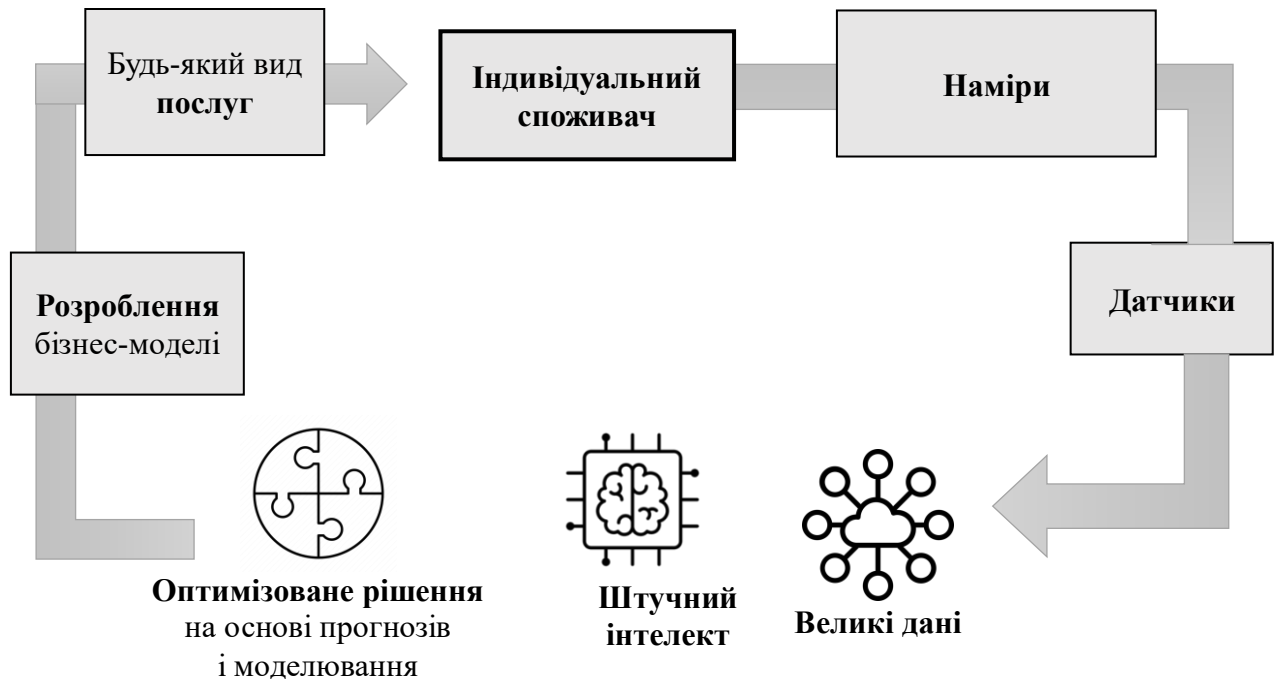 Будь-який вид
послуг
Індивідуальний
споживач
Наміри
Розроблення
бізнес-моделі
Датчики
Оптимізоване рішення
на основі прогнозів
і моделювання
Штучний
інтелект
Великі дані